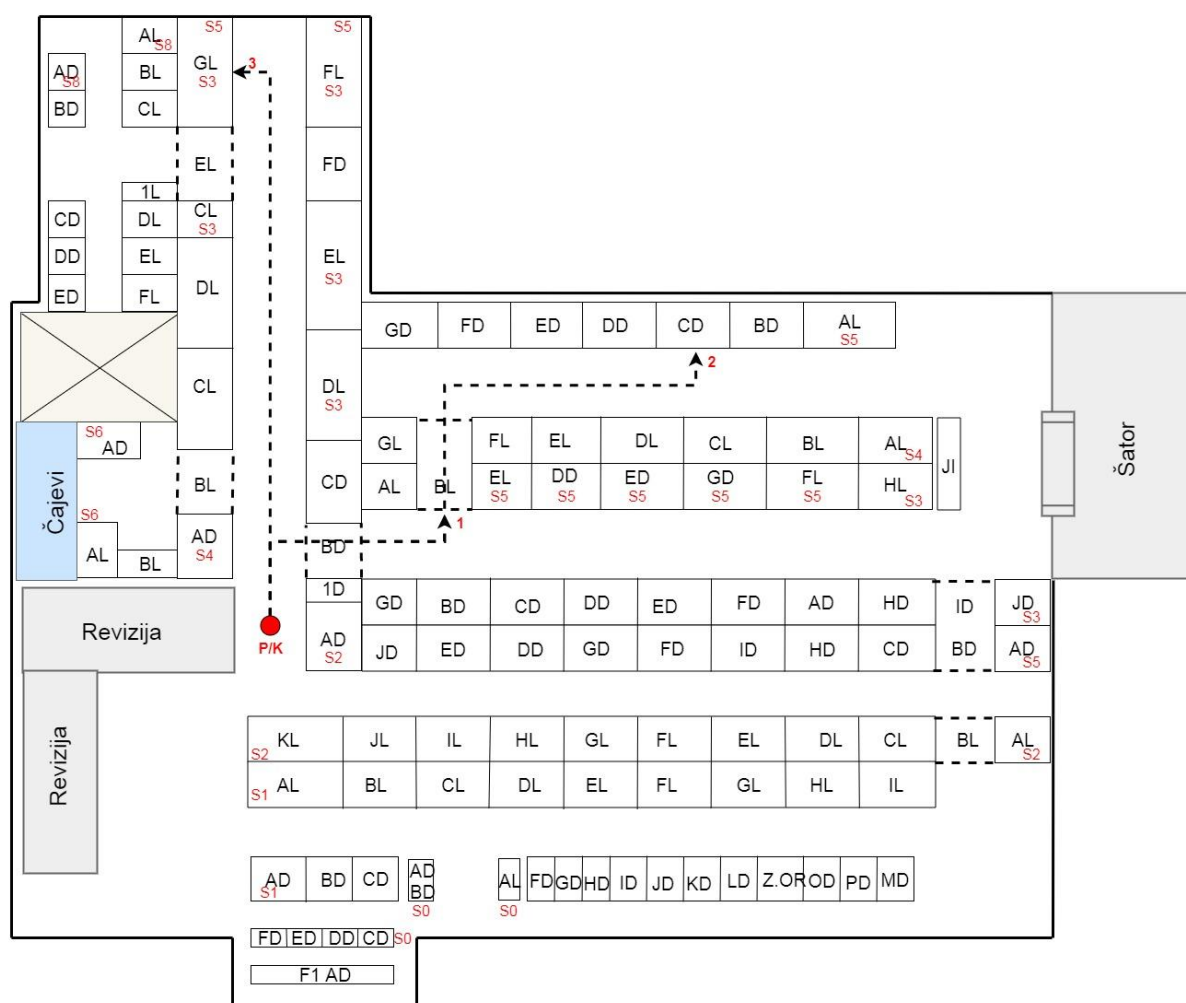 AL S8 GL S5 S3
S5 FL S3
3
AD S8 BL
BD CL
EL FD
1L
CD DL CL S3
DD EL DL EL S3
ED FL
GD FD ED DD CD BD AL S5
2
CL DL S3
S6 AD
GL FL EL DL CL BL AL S4
JI
Šator
Čajevi
BL CD AL BL EL S5 DD S5 ED S5 GD S5 FL S5 HL S3
S6
AL BL AD S4
1
BD
1D
GD BD CD DD ED FD AD HD ID JD S3
Revizija P/K AD S2 JD ED DD GD FD ID HD CD BD AD S5
Revizija
S2 KL JL IL HL GL FL EL DL CL BL AL S2
S1 AL BL CL DL EL FL GL HL IL
AD S1 BD CD AD BD S0 AL S0 FD GD HD ID JD KD LD Z.OR OD PD MD
FD ED DD CD S0
F1 AD